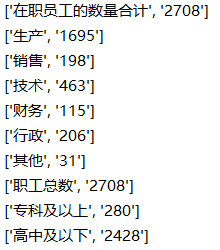 ['在职员工的数量合计', '2708']
['生产', '1695']
['销售', '198']
['技术', '463']
['财务', '115']
['行政', '206']
['其他', '31']
['职工总数', '2708']
['专科及以上', '280']
['高中及以下', '2428']